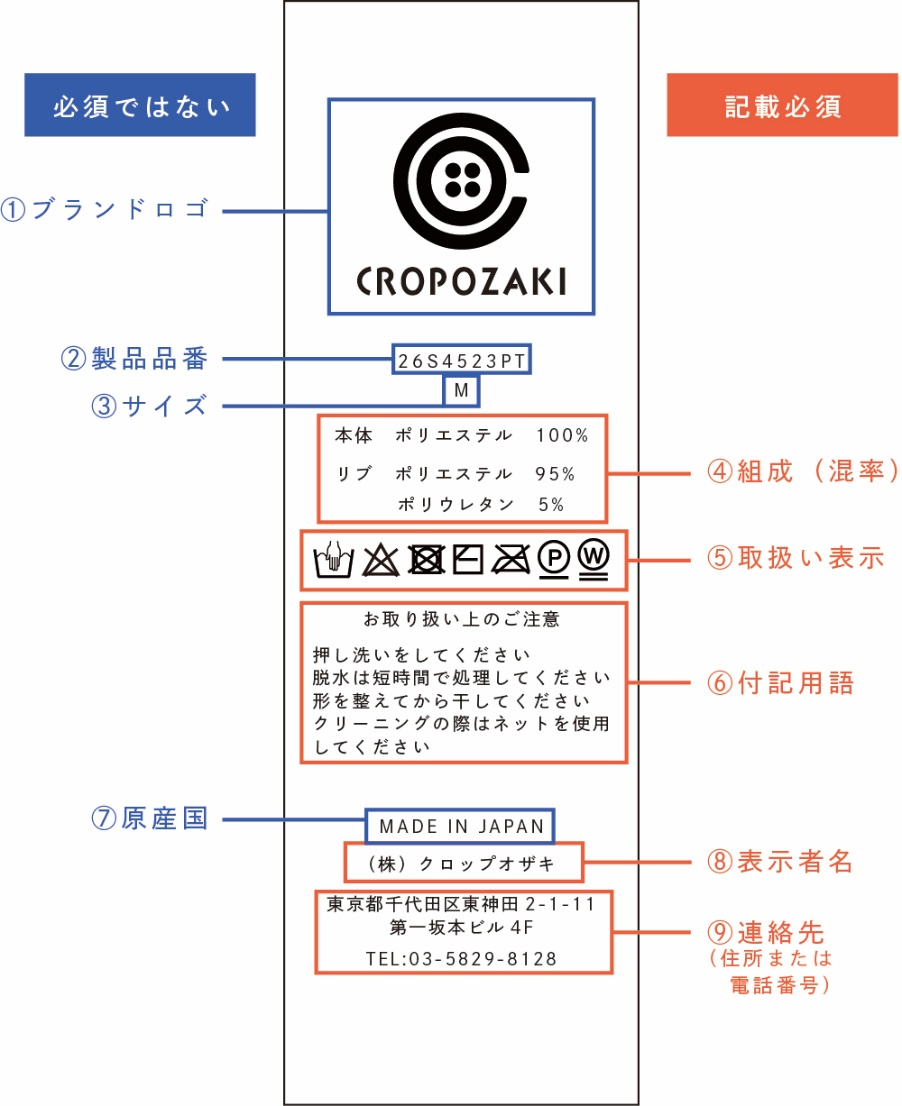 必須ではない
記載必須
①ブランドロゴ
CROPOZAKI
②製品品番
26S4523PT
③サイズ
M
本体 ポリエステル 100%
リブ ポリエステル 95%
ポリウレタン 5%
④組成（混率）
P
W
⑤取扱い表示
お取り扱い上のご注意
押し洗いをしてください
脱水は短時間で処理してください
形を整えてから干してください
クリーニングの際はネットを使用
してください
⑥付記用語
⑦原産国
MADE IN JAPAN
（株）クロップオザキ
⑧表示者名
東京都千代田区東神田 2-1-11
第一坂本ビル 4F
TEL:03-5829-8128
⑨連絡先
（住所または
電話番号）